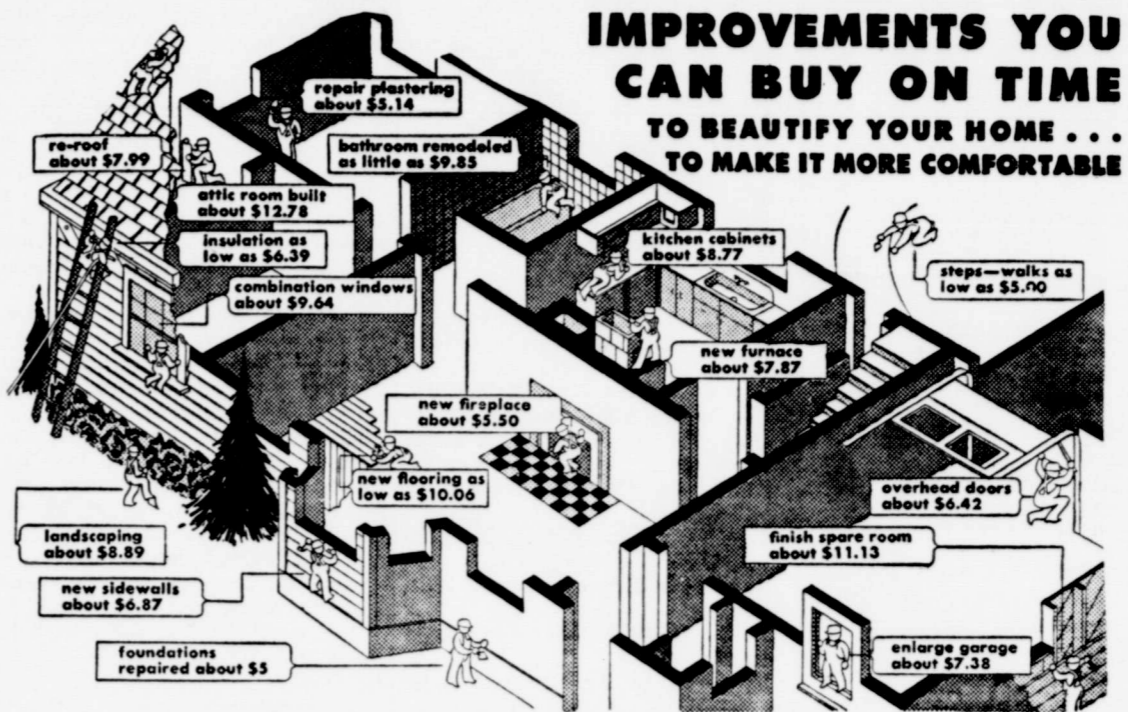 IMPROVEMENTS YOU
CAN BUY ON TIME
TO BEAUTIFY YOUR HOME . . .
TO MAKE IT MORE COMFORTABLE
repair plastering
about $5.14
re-roof
about $7.99
bathroom remodeled
as little as $9.85
attic room built
about $12.78
insulation as
low as $6.39
combination windows
about $9.64
kitchen cabinets
about $8.77
steps—walks as
low as $5.00
new furnace
about $7.87
new fireplace
about $5.50
new flooring as
low as $10.06
overhead doors
about $6.42
landscaping
about $8.89
finish spare room
about $11.13
new sidewalls
about $6.87
foundations
repaired about $5
enlarge garage
about $7.38